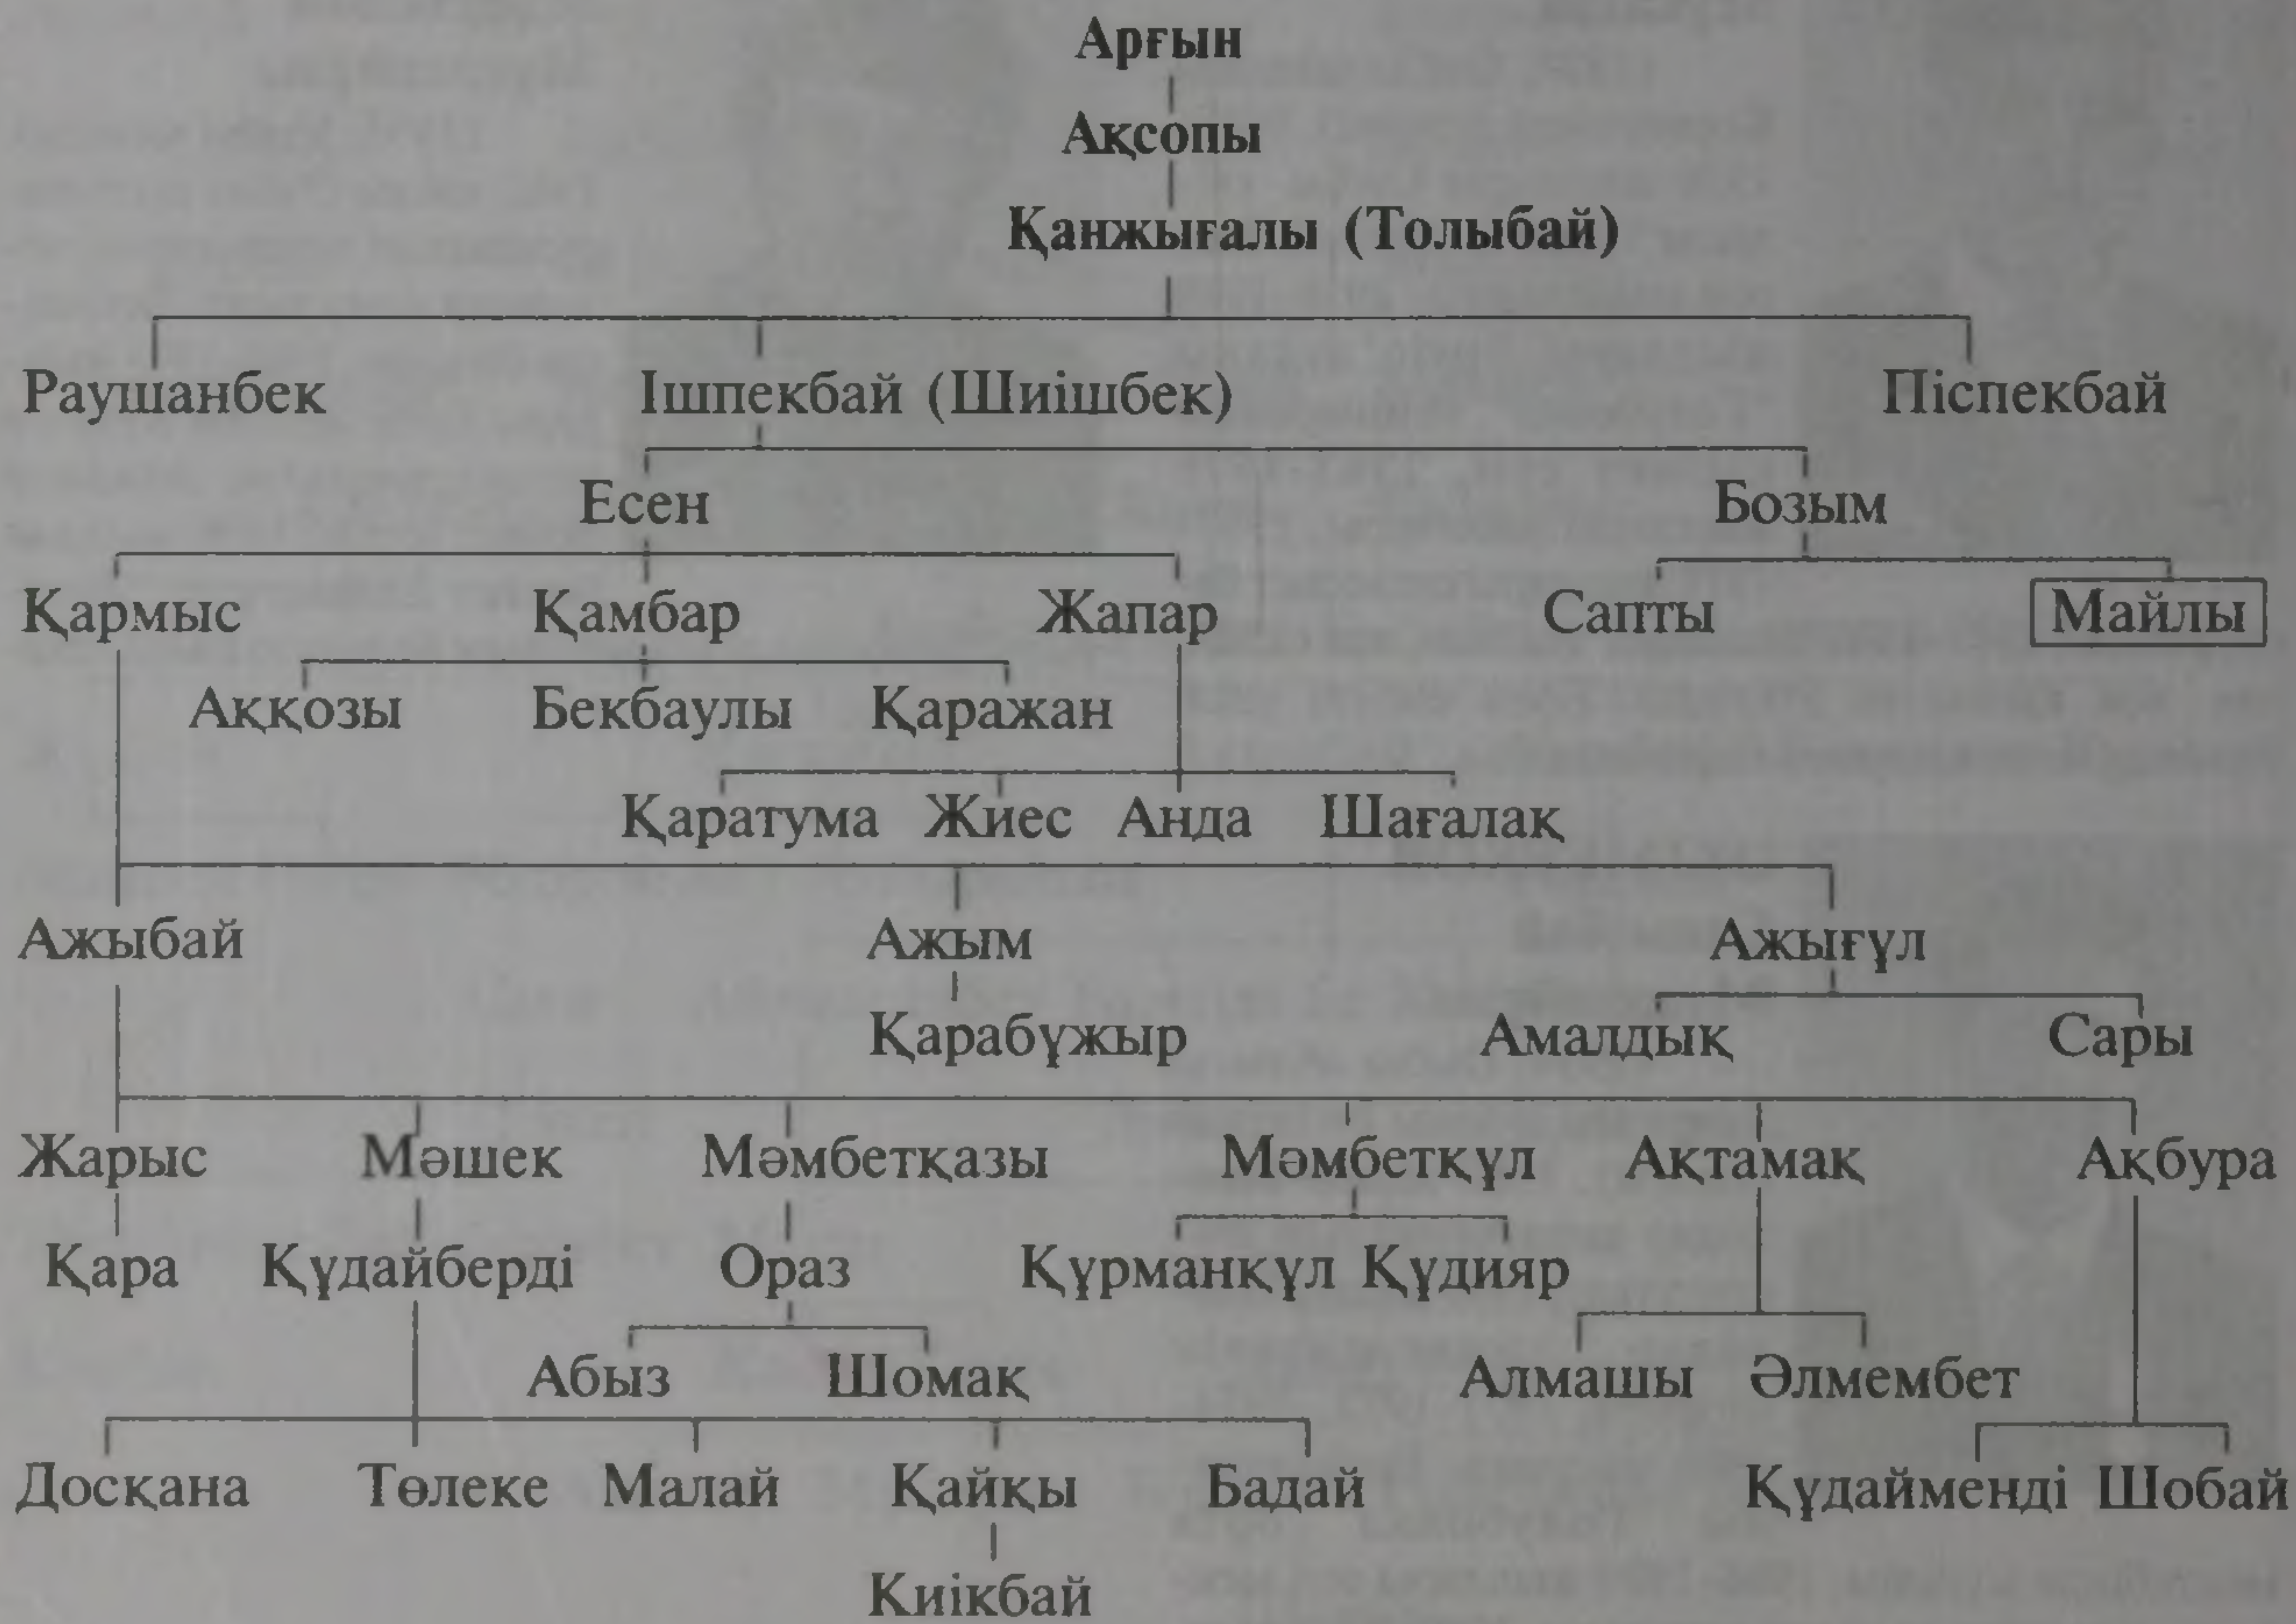 Арғын
Ақсопы
Қанжығалы (Толыбай)
Раушанбек Ішпекбай (Шиішбек) Піспекбай
Есен Бозым
Қармыс Қамбар Жапар Сапты Майлы
Аққозы Бекбаулы Қаражан
Қаратума Жиес Анда Шағалақ
Ажыбай Ажым Ажығұл
Қарабұжыр Амалдық Сары
Жарыс Мәшек Мәмбетқазы Мәмбетқұл Ақтамақ Ақбура
Қара Құдайберді Ораз Құрманқұл Құдияр
Абыз Шомақ Алмашы Әлмембет
Досқана Төлеке Малай Қайқы Бадай Құдайменді Шобай
Киікбай